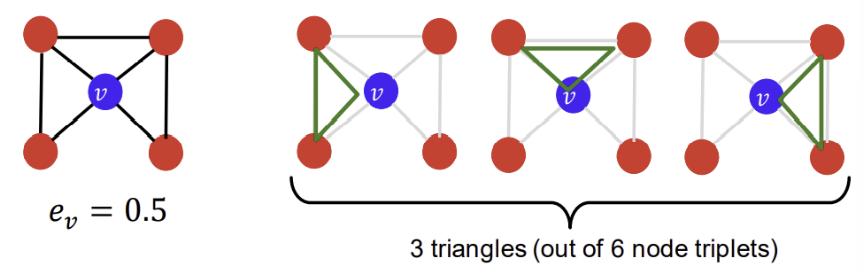 v
v
v
v
e_v = 0.5
3 triangles (out of 6 node triplets)